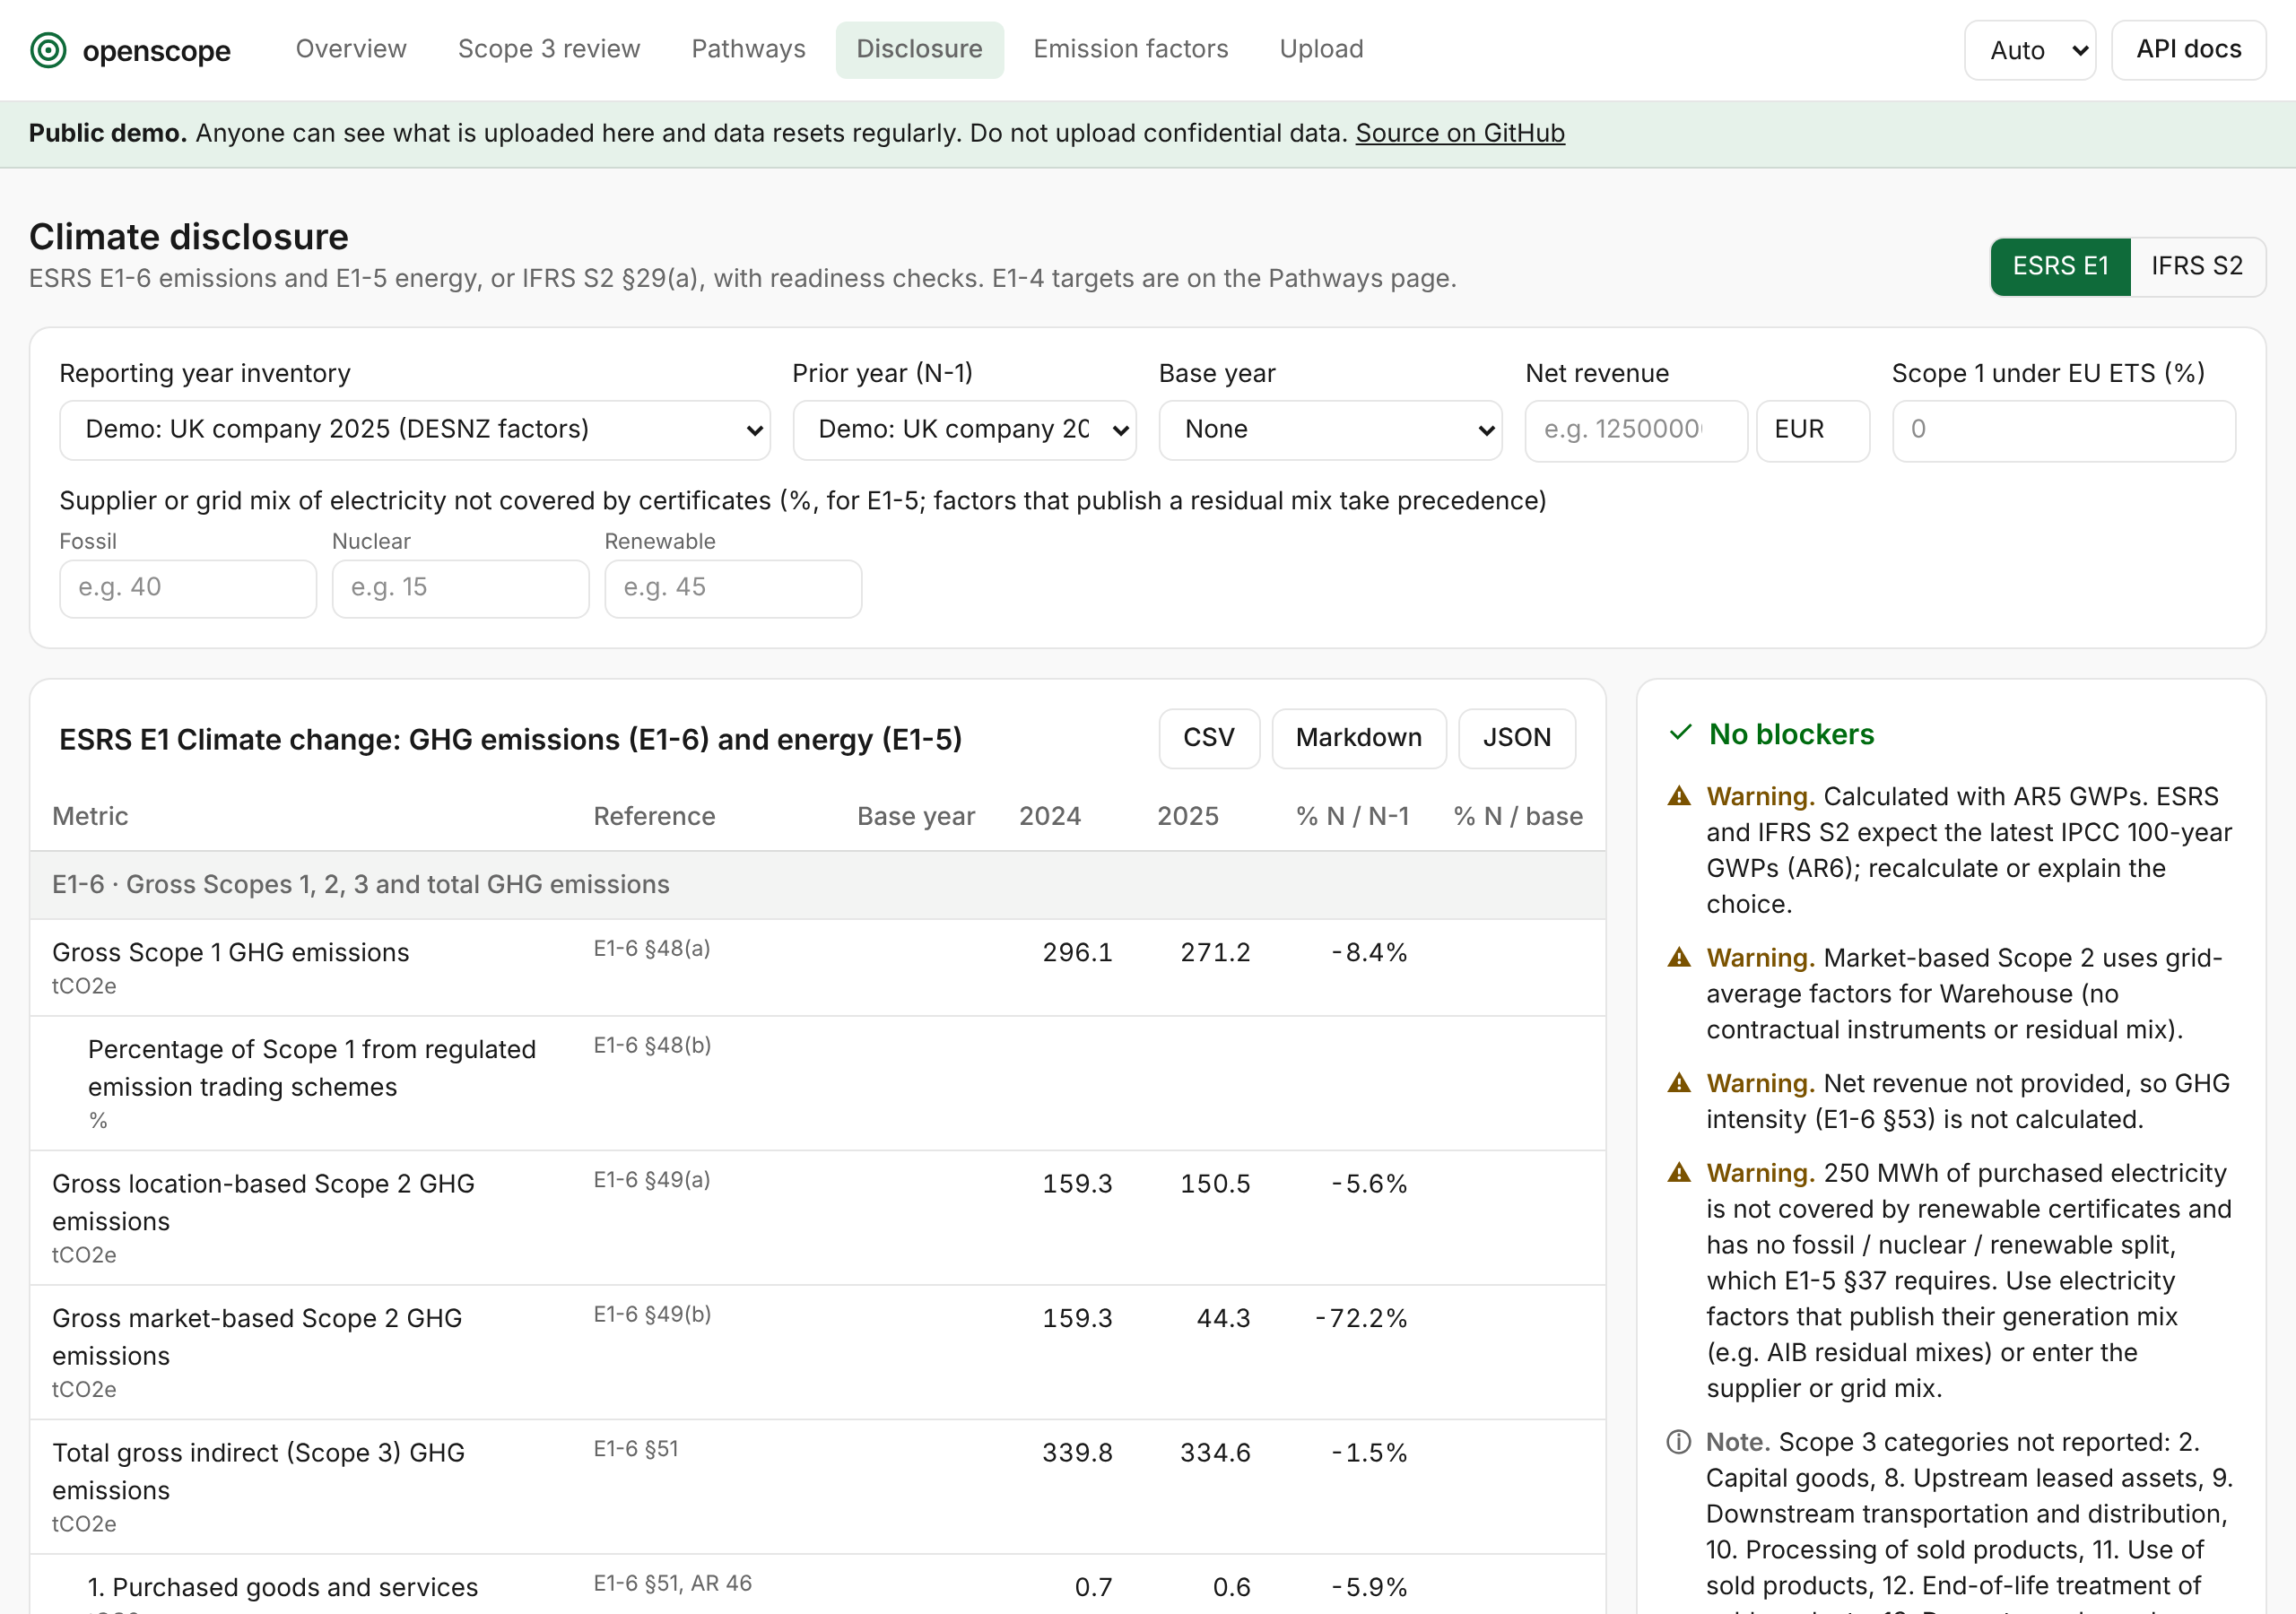 openscope
Overview
Scope 3 review
Pathways
Disclosure
Emission factors
Upload
Auto
API docs
Public demo. Anyone can see what is uploaded here and data resets regularly. Do not upload confidential data. Source on GitHub
Climate disclosure
ESRS E1-6 emissions and E1-5 energy, or IFRS S2 §29(a), with readiness checks. E1-4 targets are on the Pathways page.
ESRS E1
IFRS S2
Reporting year inventory
Prior year (N-1)
Base year
Net revenue
Scope 1 under EU ETS (%)
Demo: UK company 2025 (DESNZ factors)
Demo: UK company 20
None
e.g. 1250000
EUR
0
Supplier or grid mix of electricity not covered by certificates (%, for E1-5; factors that publish a residual mix take precedence)
Fossil
Nuclear
Renewable
e.g. 40
e.g. 15
e.g. 45
ESRS E1 Climate change: GHG emissions (E1-6) and energy (E1-5)
CSV
Markdown
JSON
Metric
Reference
Base year
2024
2025
% N / N-1
% N / base
E1-6 · Gross Scopes 1, 2, 3 and total GHG emissions
Gross Scope 1 GHG emissions
tCO2e
E1-6 §48(a)
296.1
271.2
-8.4%
Percentage of Scope 1 from regulated
emission trading schemes
%
E1-6 §48(b)
Gross location-based Scope 2 GHG
emissions
tCO2e
E1-6 §49(a)
159.3
150.5
-5.6%
Gross market-based Scope 2 GHG
emissions
tCO2e
E1-6 §49(b)
159.3
44.3
-72.2%
Total gross indirect (Scope 3) GHG
emissions
tCO2e
E1-6 §51
339.8
334.6
-1.5%
1. Purchased goods and services
E1-6 §51, AR 46
0.7
0.6
-5.9%
No blockers
Warning. Calculated with AR5 GWPs. ESRS
and IFRS S2 expect the latest IPCC 100-year
GWPs (AR6); recalculate or explain the
choice.
Warning. Market-based Scope 2 uses grid-
average factors for Warehouse (no
contractual instruments or residual mix).
Warning. Net revenue not provided, so GHG
intensity (E1-6 §53) is not calculated.
Warning. 250 MWh of purchased electricity
is not covered by renewable certificates and
has no fossil / nuclear / renewable split,
which E1-5 §37 requires. Use electricity
factors that publish their generation mix
(e.g. AIB residual mixes) or enter the
supplier or grid mix.
Note. Scope 3 categories not reported: 2.
Capital goods, 8. Upstream leased assets, 9.
Downstream transportation and distribution,
10. Processing of sold products, 11. Use of
sold products, 12. End-of-life treatment of